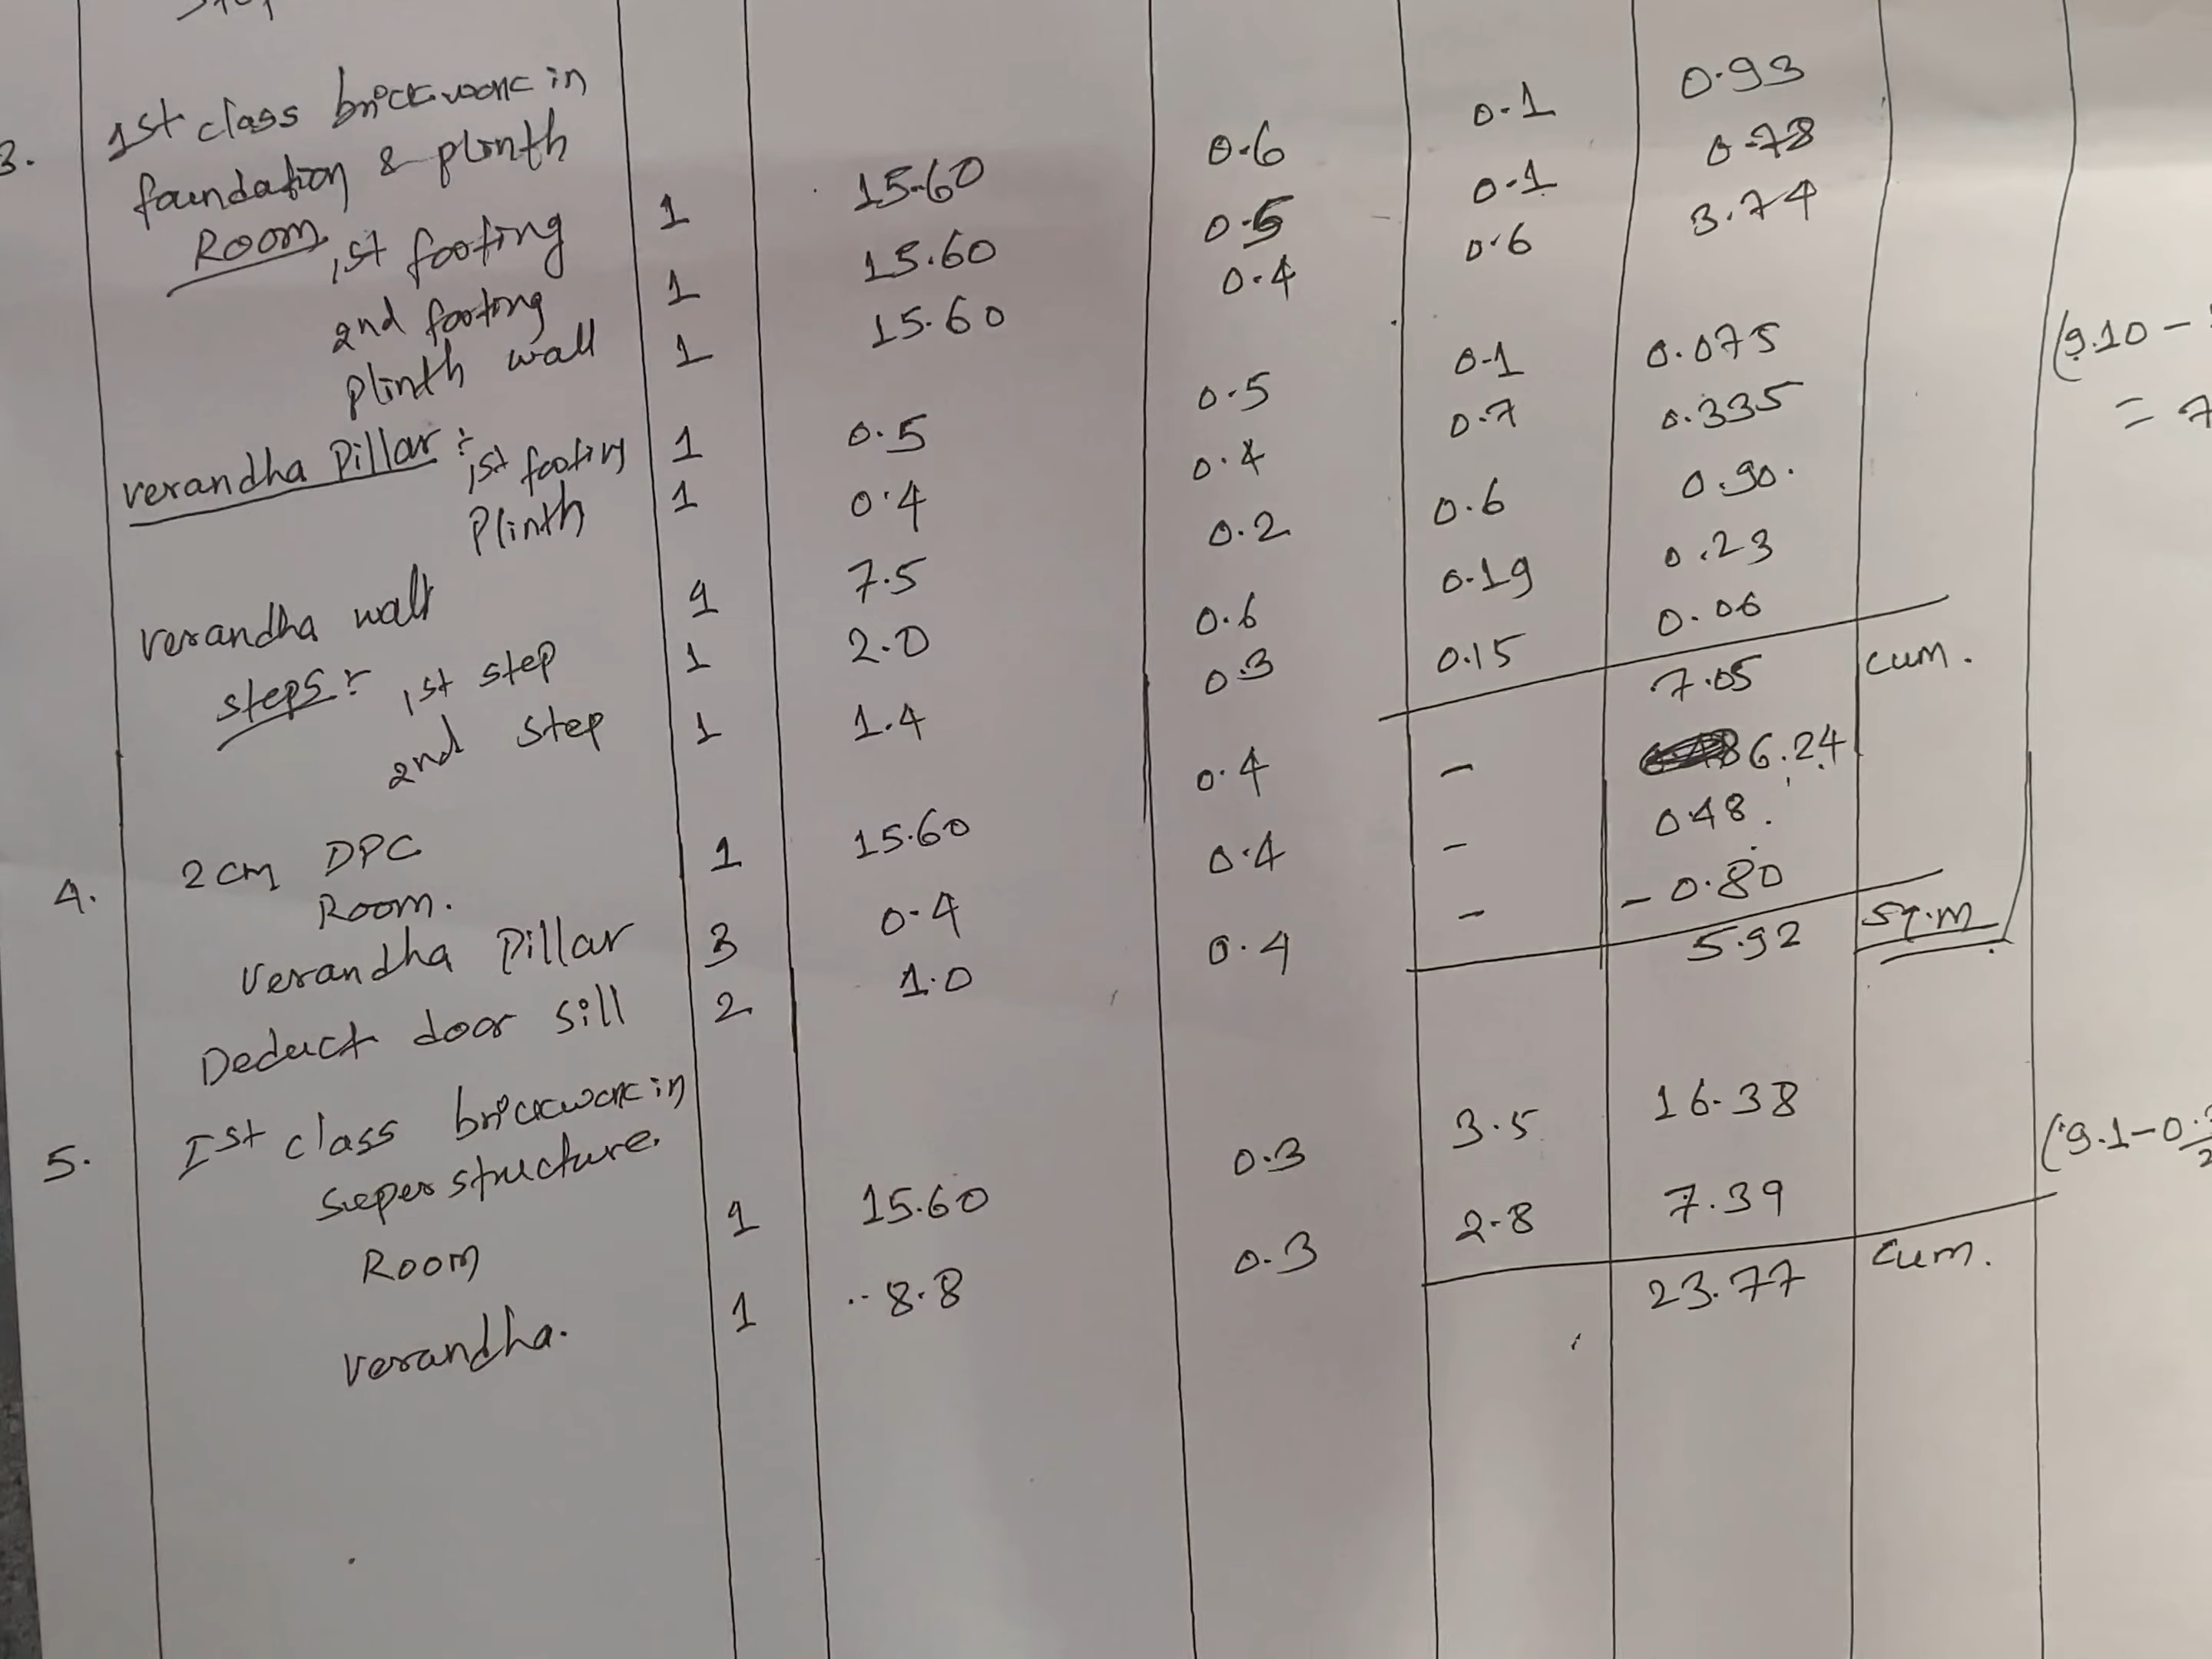 3. 1st class brickwork in
foundation & plinth
Room 1st footing 1 15.60 0.6 0.1 0.93
2nd footing 1 15.60 0.5 0.1 0.78
plinth wall 1 15.60 0.4 0.6 3.74
verandha Pillar :- 1st footing 1 0.5 0.5 0.1 0.075
Plinth 1 0.4 0.4 0.7 0.335
verandha wall 1 7.5 0.2 0.6 0.90.
steps :- 1st step 1 2.0 0.6 0.19 0.23
2nd step 1 1.4 0.3 0.15 0.06
7.05 cum.
4. 2cm DPC
Room. 1 15.60 0.4 - 6.24
verandha Pillar 3 0.4 0.4 - 0.48.
Deduct door sill 2 1.0 0.4 - - 0.80
5.92 sq.m
5. Ist class brickwork in
superstructure.
Room 1 15.60 0.3 3.5 16.38
verandha. 1 8.8 0.3 2.8 7.39
23.77 cum.
(9.10 -
= 7
(9.1-0.
2